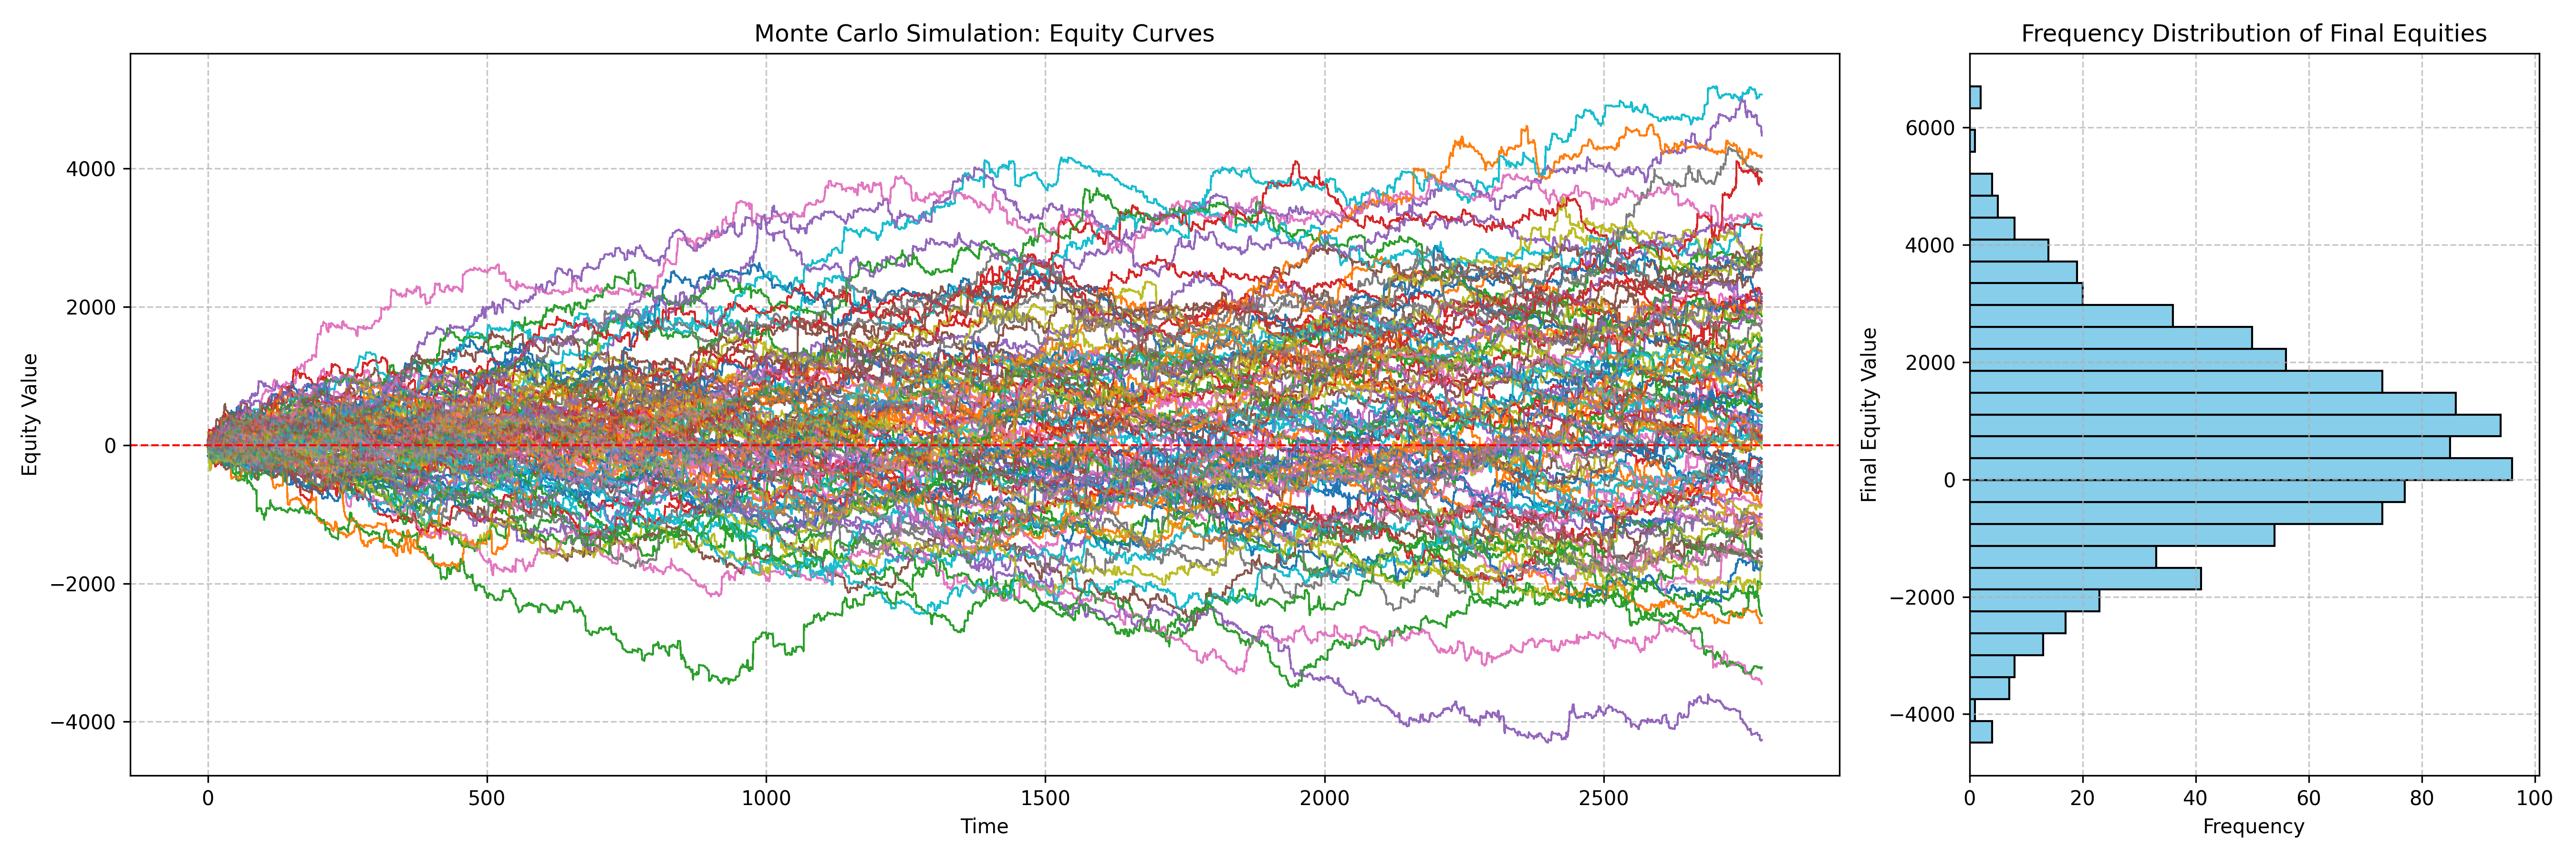 Monte Carlo Simulation: Equity Curves
Equity Value
4000
2000
0
−2000
−4000
0 500 1000 1500 2000 2500
Time
Frequency Distribution of Final Equities
Final Equity Value
6000
4000
2000
0
−2000
−4000
0 20 40 60 80 100
Frequency